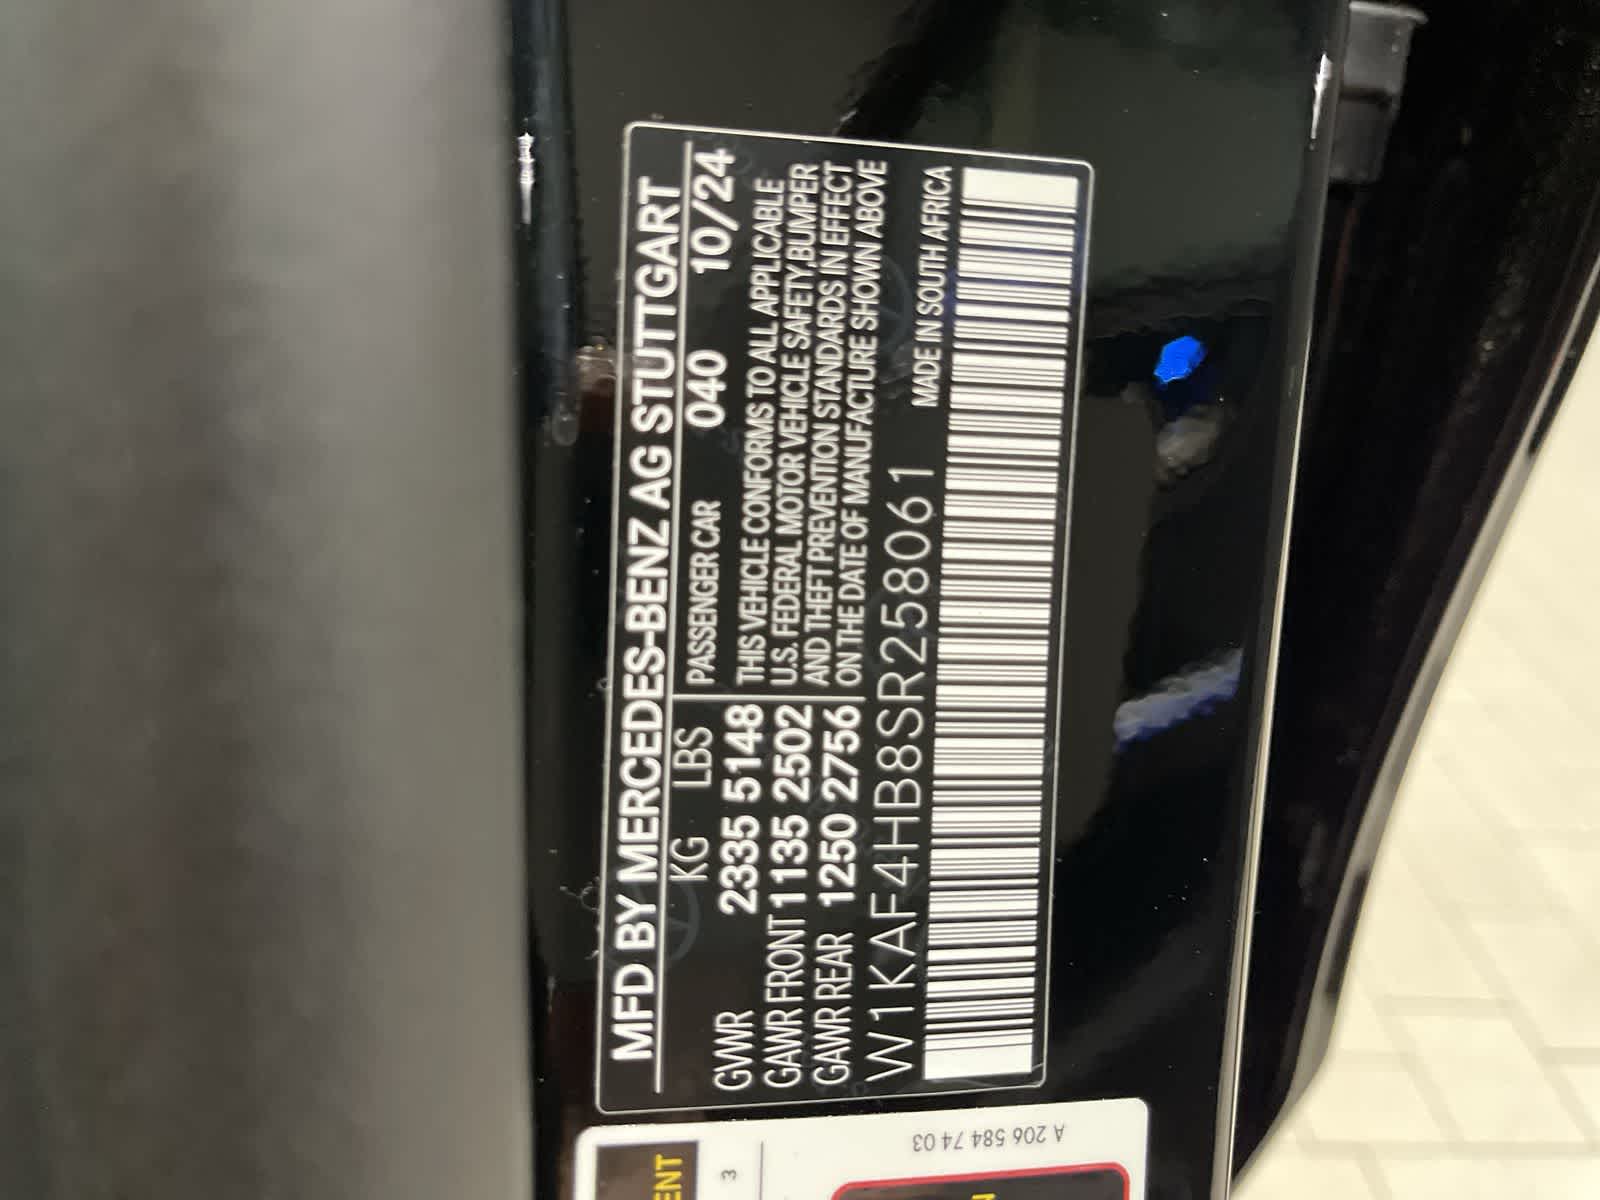 MFD BY MERCEDES-BENZ AG STUTTGART
KG LBS
GVWR 2335 5148
GAWR FRONT 1135 2502
GAWR REAR 1250 2756
PASSENGER CAR 040 10/24
THIS VEHICLE CONFORMS TO ALL APPLICABLE
U.S. FEDERAL MOTOR VEHICLE SAFETY,BUMPER
AND THEFT PREVENTION STANDARDS IN EFFECT
ON THE DATE OF MANUFACTURE SHOWN ABOVE
W1KAF4HB8SR258061
MADE IN SOUTH AFRICA
A 206 584 74 03
ENT
3
N